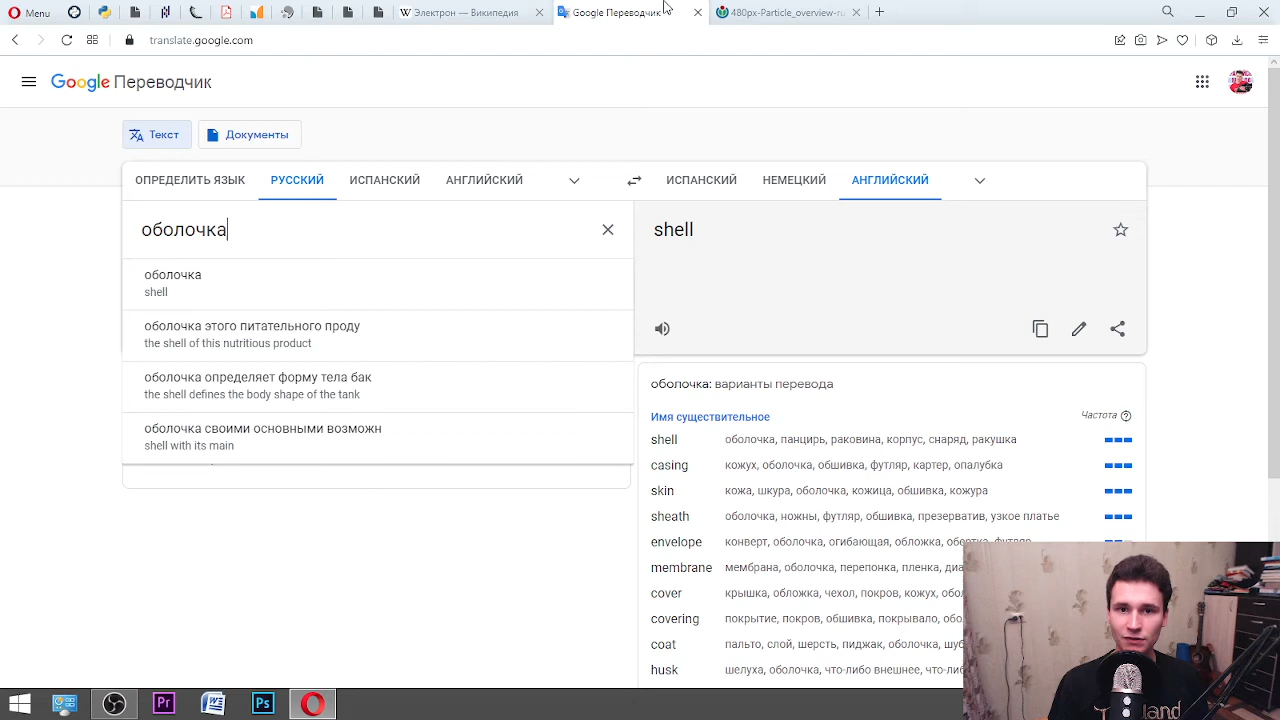 Menu
Электрон — Википедия
Google Переводчик
480px-Particle_overview-ru
translate.google.com
Google Переводчик
Текст
Документы
ОПРЕДЕЛИТЬ ЯЗЫК РУССКИЙ ИСПАНСКИЙ АНГЛИЙСКИЙ
ИСПАНСКИЙ НЕМЕЦКИЙ АНГЛИЙСКИЙ
оболочка
shell
оболочка
shell
оболочка этого питательного проду
the shell of this nutritious product
оболочка определяет форму тела бак
the shell defines the body shape of the tank
оболочка своими основными возможн
shell with its main
оболочка: варианты перевода
Имя существительное Частота
shell оболочка, панцирь, раковина, корпус, снаряд, ракушка
casing кожух, оболочка, обшивка, футляр, картер, опалубка
skin кожа, шкура, оболочка, кожица, обшивка, кожура
sheath оболочка, ножны, футляр, обшивка, презерватив, узкое платье
envelope конверт, оболочка, огибающая, обложка, обертка, футляр
membrane мембрана, оболочка, перепонка, пленка,
cover крышка, обложка, чехол, покров, кожух,
covering покрытие, покров, обшивка, покрывало,
coat пальто, слой, шерсть, пиджак, оболочка,
husk шелуха, оболочка, что-либо внешнее,
Pr
Ps